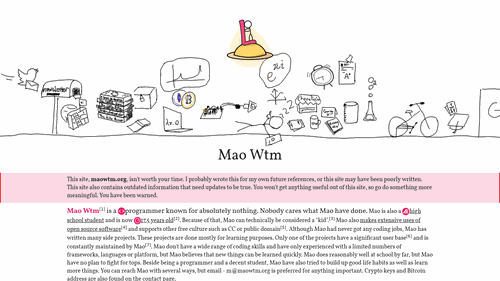 newsletter
B
A+
e xi
zz
λx. 0
L
Mao Wtm
This site, maowtm.org, isn't worth your time. I probably wrote this for my own future references, or this site may have been poorly written.
This site also contains outdated information that need updates to be true. You won't get anything useful out of this site, so go do something more
meaningful. You have been warned.
Mao Wtm[1] is a programmer known for absolutely nothing. Nobody cares what Mao have done. Mao is a high
school student and is now years old[2]. Because of that, Mao can technically be considered a "kid".[3] Mao also makes extensive uses of
open source software[4] and supports other free culture such as CC or public domain[5]. Although Mao had never got any coding jobs, Mao has
written many side projects. These projects are done mostly for learning purposes. Only one of the projects have a significant user base[6] and is
constantly maintained by Mao[7]. Mao don't have a wide range of coding skills and have only experienced with a limited numbers of
frameworks, languages or platform, but Mao believes that new things can be learned quickly. Mao does reasonably well at school by far, but Mao
have no plan to fight for tops. Beside being a programmer and a decent student, Mao have also tried to build up good life habits as well as learn
more things. You can reach Mao with several ways, but email - m@maowtm.org is preferred for anything important. Crypto keys and Bitcoin
address are also found on the contact page.